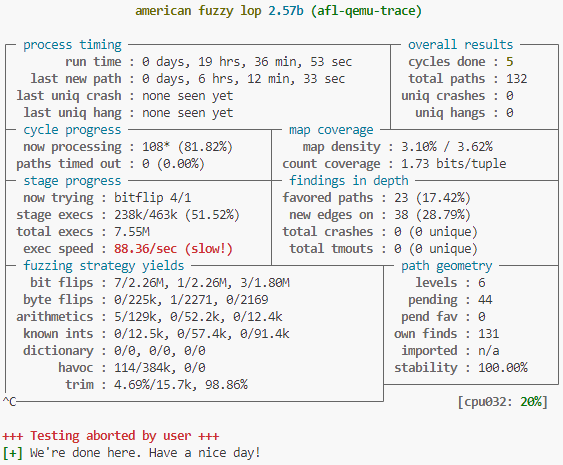 american fuzzy lop 2.57b (afl-qemu-trace)
process timing overall results
run time : 0 days, 19 hrs, 36 min, 53 sec cycles done : 5
last new path : 0 days, 6 hrs, 12 min, 33 sec total paths : 132
last uniq crash : none seen yet uniq crashes : 0
last uniq hang : none seen yet uniq hangs : 0
cycle progress map coverage
now processing : 108* (81.82%) map density : 3.10% / 3.62%
paths timed out : 0 (0.00%) count coverage : 1.73 bits/tuple
stage progress findings in depth
now trying : bitflip 4/1 favored paths : 23 (17.42%)
stage execs : 238k/463k (51.52%) new edges on : 38 (28.79%)
total execs : 7.55M total crashes : 0 (0 unique)
exec speed : 88.36/sec (slow!) total tmouts : 0 (0 unique)
fuzzing strategy yields path geometry
bit flips : 7/2.26M, 1/2.26M, 3/1.80M levels : 6
byte flips : 0/225k, 1/2271, 0/2169 pending : 44
arithmetics : 5/129k, 0/52.2k, 0/12.4k pend fav : 0
known ints : 0/12.5k, 0/57.4k, 0/91.4k own finds : 131
dictionary : 0/0, 0/0, 0/0 imported : n/a
havoc : 114/384k, 0/0 stability : 100.00%
trim : 4.69%/15.7k, 98.86%
^C [cpu032: 20%]
+++ Testing aborted by user +++
[+] We're done here. Have a nice day!